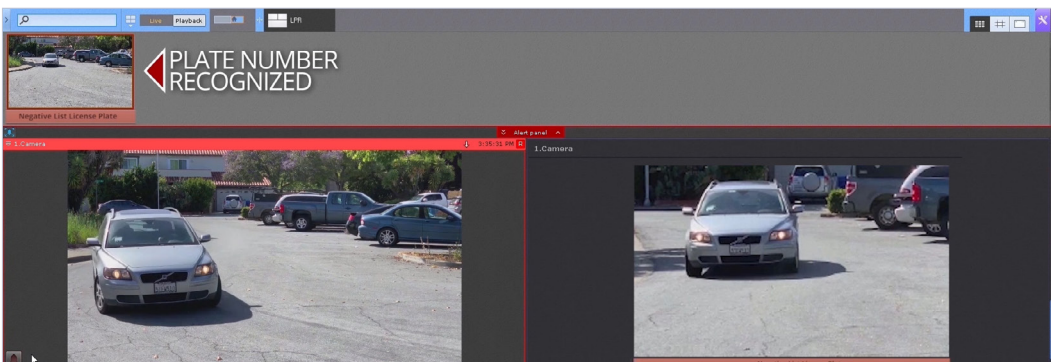 Live Playback LPR
PLATE NUMBER
RECOGNIZED
Negative List License Plate
Alert panel
1.Camera 3:35:31 PM
1.Camera